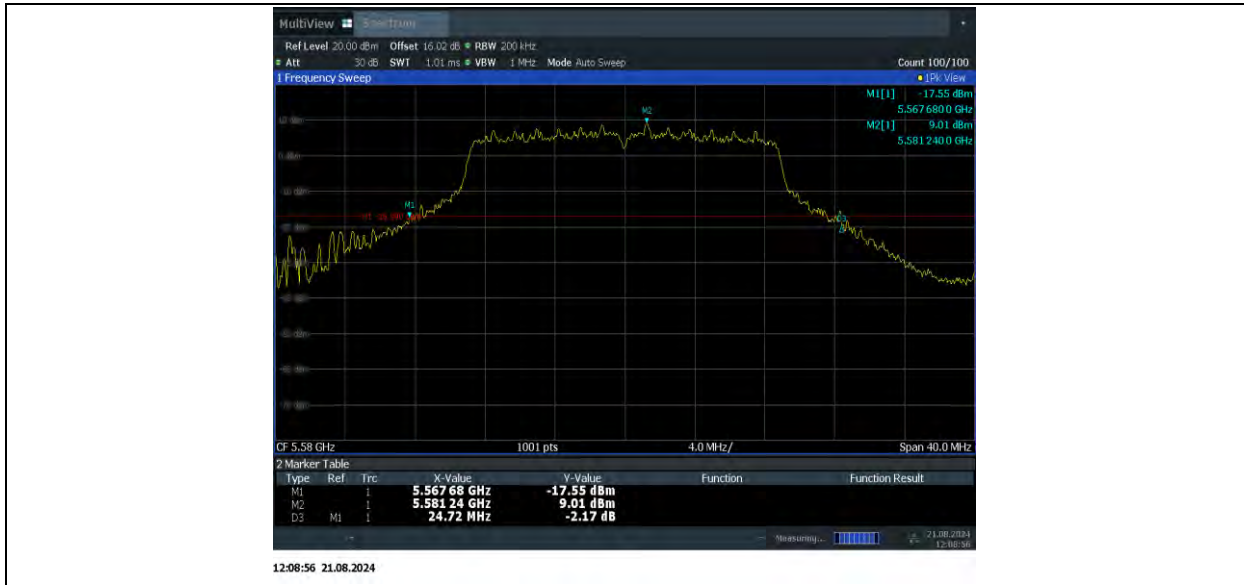 MultiView Spectrum
Ref Level 20.00 dBm Offset 16.02 dB RBW 200 kHz
Att 30 dB SWT 1.01 ms VBW 1 MHz Mode Auto Sweep Count 100/100
1 Frequency Sweep 1Pk View
M1[1] -17.55 dBm
5.5676800 GHz
M2
M2[1] 9.01 dBm
5.5812400 GHz
0 dBm
M1
CF 5.58 GHz 1001 pts 4.0 MHz/ Span 40.0 MHz
2 Marker Table
Type Ref Trc X-Value Y-Value Function Function Result
M1 1 5.567 68 GHz -17.55 dBm
M2 1 5.581 24 GHz 9.01 dBm
D3 M1 1 24.72 MHz -2.17 dB
Measuring... 21.08.2024
12:08:56
12:08:56 21.08.2024